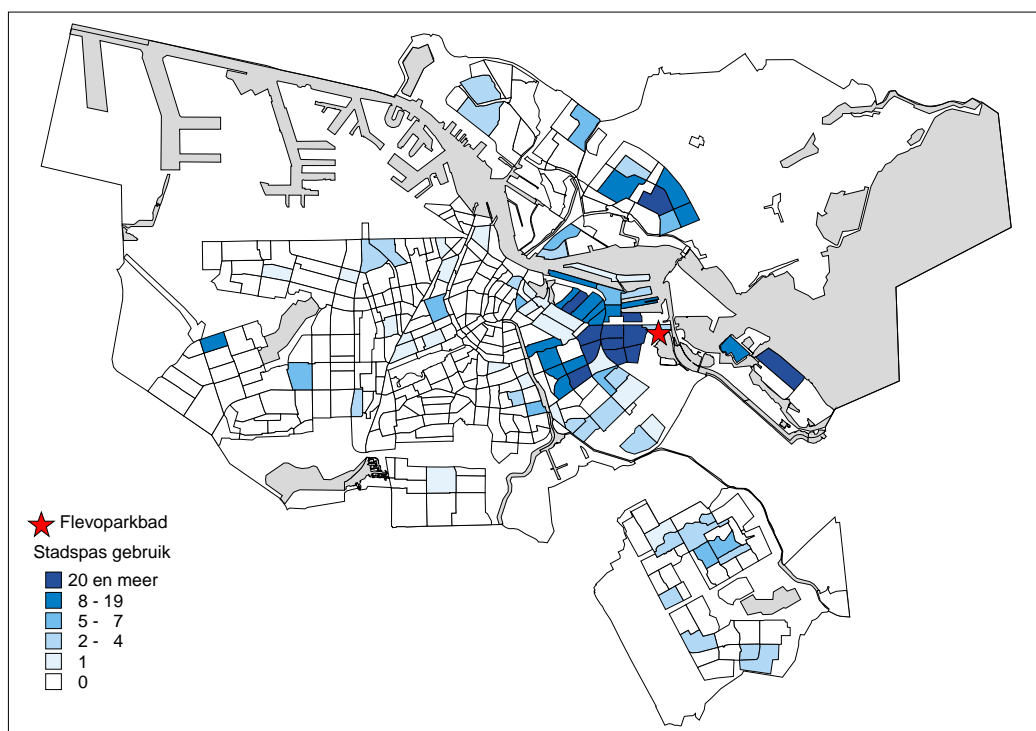 Flevoparkbad
Stadspas gebruik
20 en meer
8 - 19
5 - 7
2 - 4
1
0